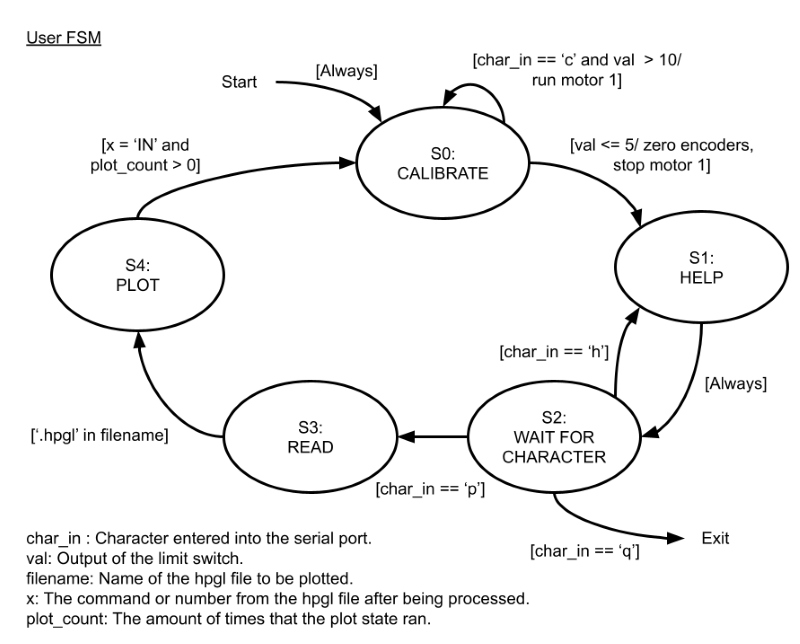 User FSM
Start
[Always]
[char_in == ‘c’ and val > 10/
run motor 1]
[x = ‘IN’ and
plot_count > 0]
S0:
CALIBRATE
[val <= 5/ zero encoders,
stop motor 1]
S4:
PLOT
S1:
HELP
[char_in == ‘h’]
[Always]
[‘.hpgl’ in filename]
S3:
READ
S2:
WAIT FOR
CHARACTER
[char_in == ‘p’]
[char_in == ‘q’]
Exit
char_in : Character entered into the serial port.
val: Output of the limit switch.
filename: Name of the hpgl file to be plotted.
x: The command or number from the hpgl file after being processed.
plot_count: The amount of times that the plot state ran.